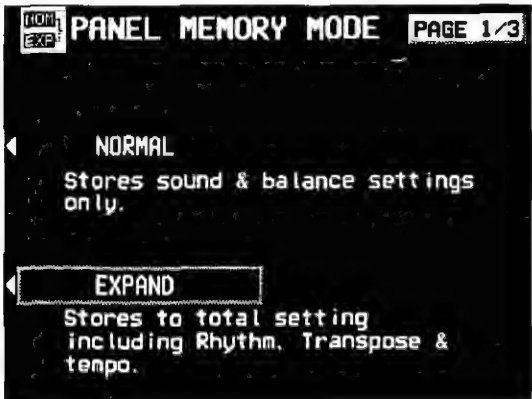 NOM
EXP
PANEL MEMORY MODE PAGE 1/3
NORMAL
Stores sound & balance settings
only.
EXPAND
Stores to total setting
including Rhythm, Transpose &
tempo.